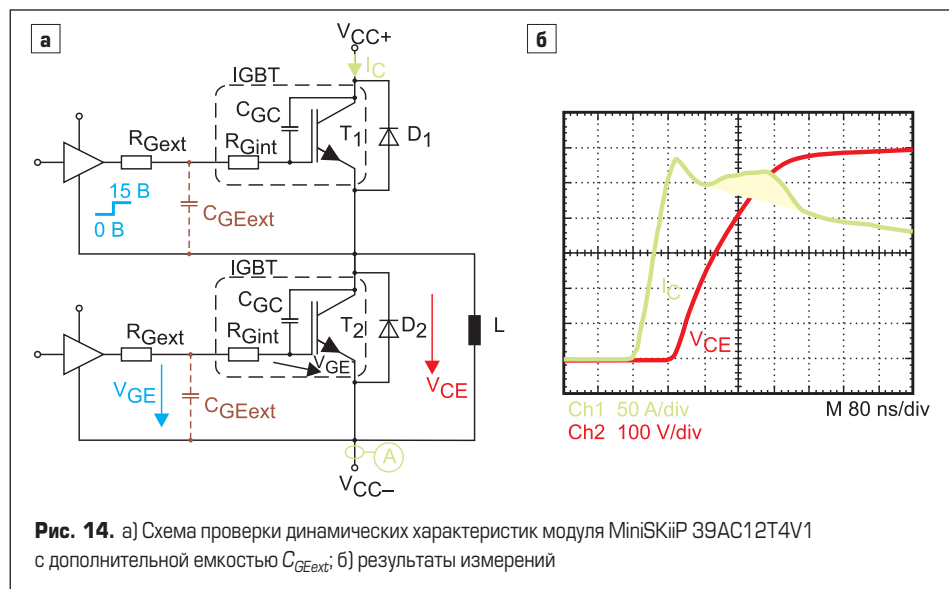 а
VCC+
IC
IGBT
CGC
RGext
RGint
T1
D1
15 В
0 В
CGEext
IGBT
CGC
RGext
RGint
T2
D2
L
VGE
VGE
CGEext
VCE
A
VCC–
б
IC
VCE
Ch1 50 A/div
M 80 ns/div
Ch2 100 V/div
Рис. 14. а) Схема проверки динамических характеристик модуля MiniSKiiP 39AC12T4V1
с дополнительной емкостью CGEext; б) результаты измерений